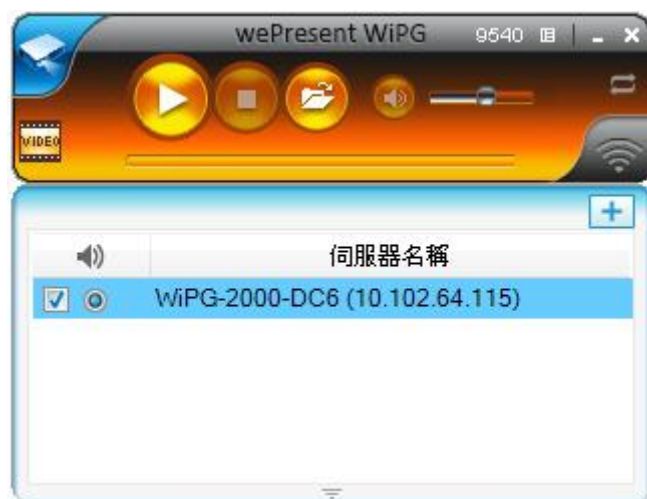 wePresent WiPG 9540
VIDEO
伺服器名稱
WiPG-2000-DC6 (10.102.64.115)